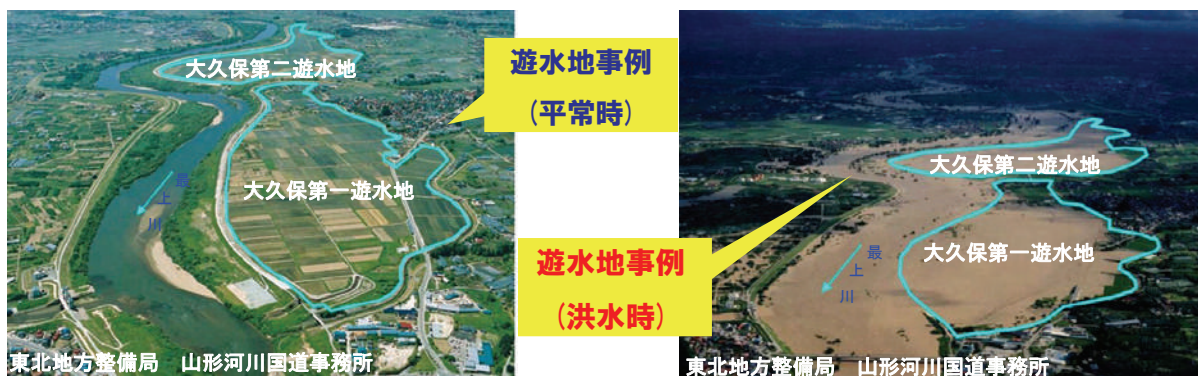 大久保第二遊水地
大久保第一遊水地
最上川
東北地方整備局 山形河川国道事務所
遊水地事例
(平常時)
遊水地事例
(洪水時)
大久保第二遊水地
大久保第一遊水地
最上川
東北地方整備局 山形河川国道事務所